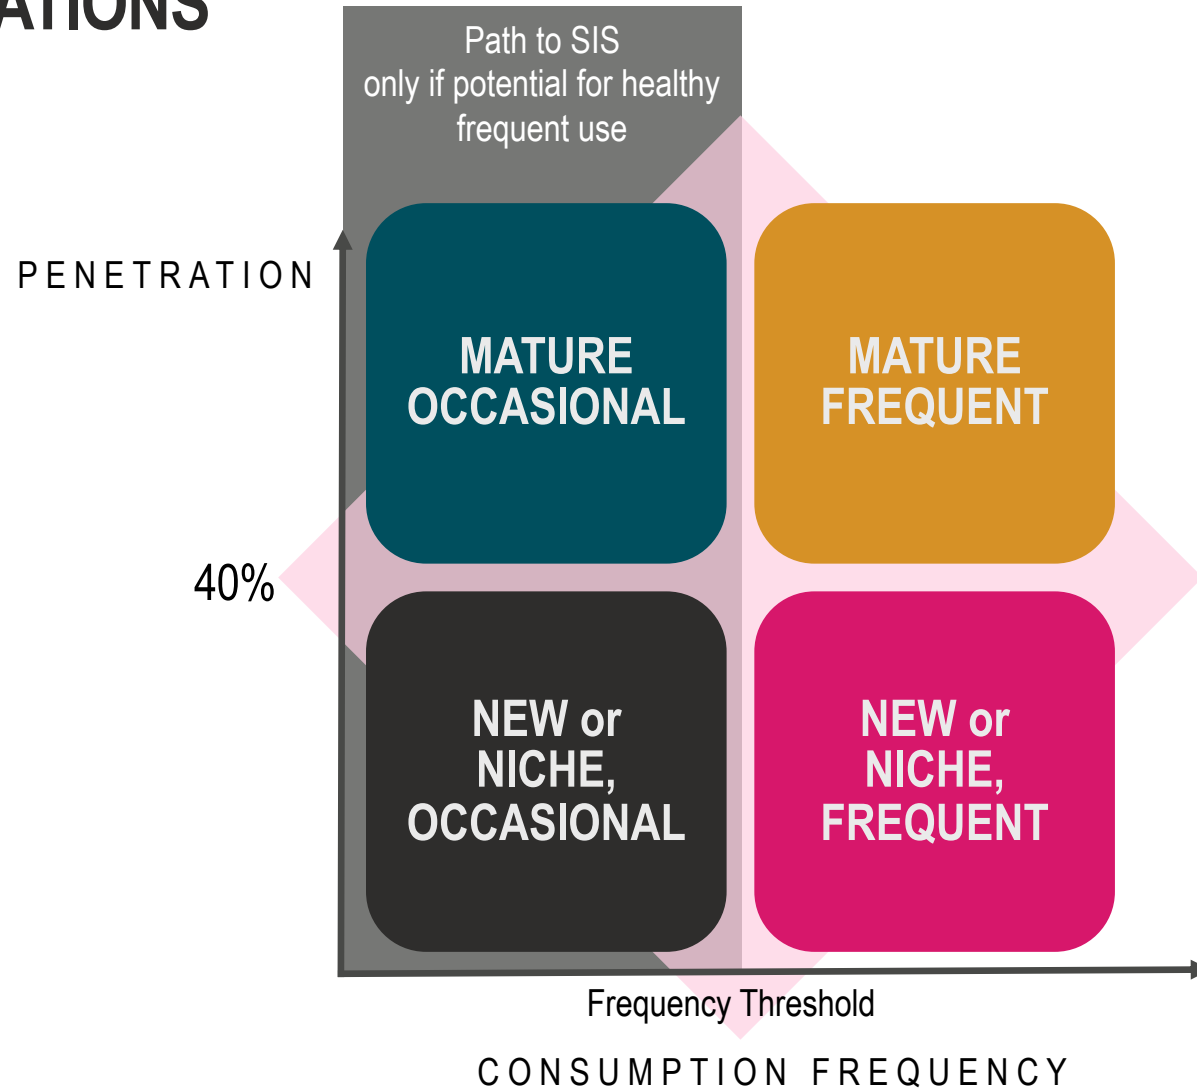 ATIONS
Path to SIS
only if potential for healthy
frequent use
PENETRATION
MATURE
OCCASIONAL
MATURE
FREQUENT
40%
NEW or
NICHE,
OCCASIONAL
NEW or
NICHE,
FREQUENT
Frequency Threshold
CONSUMPTION FREQUENCY